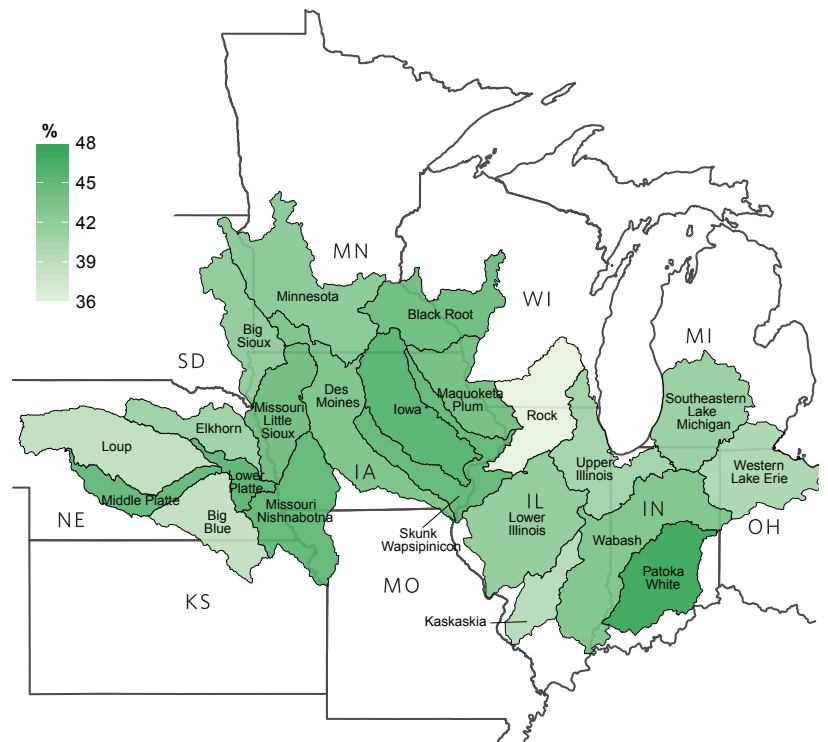 %
48
45
42
39
36
MN
Minnesota
Black Root
WI
Big
Sioux
MI
SD
Des
Moines
Maquoketa
Plum
Southeastern
Lake
Michigan
Missouri
Little
Sioux
Iowa
Rock
Elkhorn
Loup
Upper
Illinois
Western
Lake Erie
IA
Lower
Platte
Middle Platte
Missouri
Nishnabotna
IL
Lower
Illinois
IN
NE
Big
Blue
OH
Skunk
Wapsipinicon
Wabash
Patoka
White
MO
KS
Kaskaskia